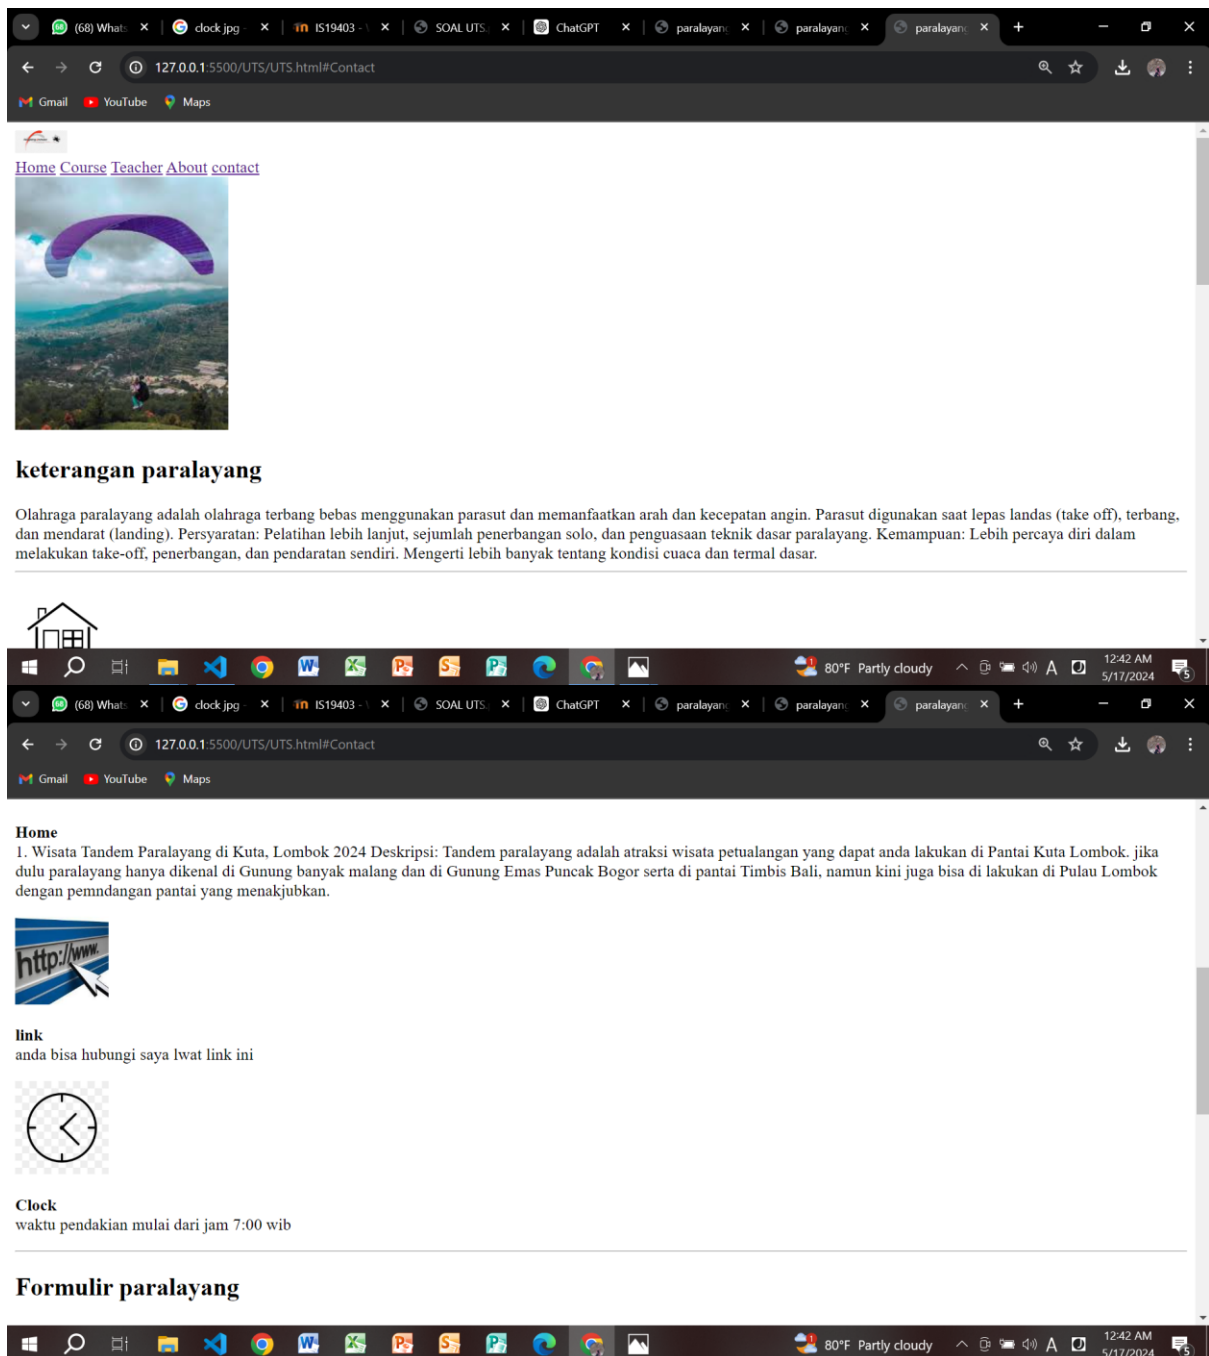 (68) Whats
clock jpg -
IS19403 - \
SOAL UTS.
ChatGPT
paralayang
paralayang
paralayang
127.0.0.1:5500/UTS/UTS.html#Contact
Gmail YouTube Maps
Home Course Teacher About contact
keterangan paralayang
Olahraga paralayang adalah olahraga terbang bebas menggunakan parasut dan memanfaatkan arah dan kecepatan angin. Parasut digunakan saat lepas landas (take off), terbang,
dan mendarat (landing). Persyaratan: Pelatihan lebih lanjut, sejumlah penerbangan solo, dan penguasaan teknik dasar paralayang. Kemampuan: Lebih percaya diri dalam
melakukan take-off, penerbangan, dan pendaratan sendiri. Mengerti lebih banyak tentang kondisi cuaca dan termal dasar.
80°F Partly cloudy
12:42 AM
5/17/2024
5
(68) Whats
clock jpg -
IS19403 - \
SOAL UTS.
ChatGPT
paralayang
paralayang
paralayang
127.0.0.1:5500/UTS/UTS.html#Contact
Gmail YouTube Maps
Home
1. Wisata Tandem Paralayang di Kuta, Lombok 2024 Deskripsi: Tandem paralayang adalah atraksi wisata petualangan yang dapat anda lakukan di Pantai Kuta Lombok. jika
dulu paralayang hanya dikenal di Gunung banyak malang dan di Gunung Emas Puncak Bogor serta di pantai Timbis Bali, namun kini juga bisa di lakukan di Pulau Lombok
dengan pemndangan pantai yang menakjubkan.
http://www.
link
anda bisa hubungi saya lwat link ini
Clock
waktu pendakian mulai dari jam 7:00 wib
Formulir paralayang
80°F Partly cloudy
12:42 AM
5/17/2024
5